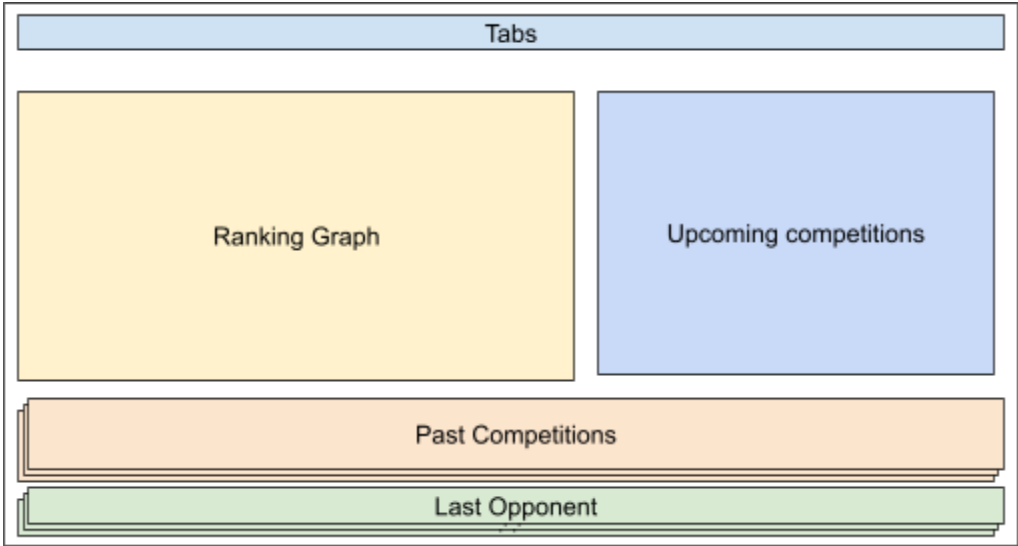 Tabs
Ranking Graph
Upcoming competitions
Past Competitions
Last Opponent